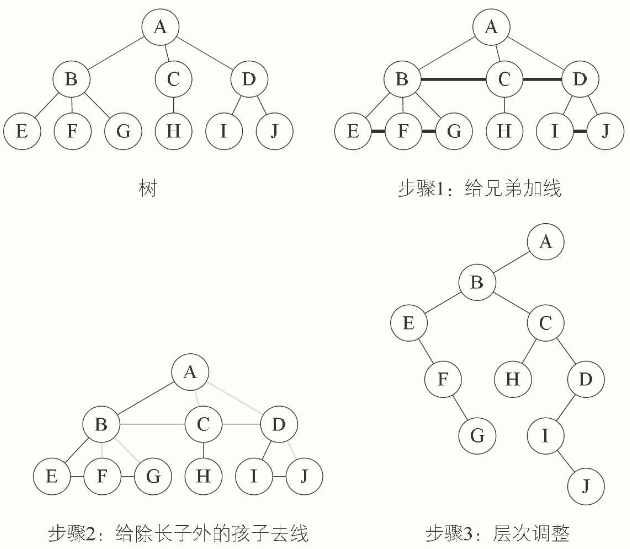 A
B C D
E F G H I J
树
A
B C D
E F G H I J
步骤1：给兄弟加线
A
B C D
E F G H I J
步骤2：给除长子外的孩子去线
A
B
E C
F H D
G I
J
步骤3：层次调整